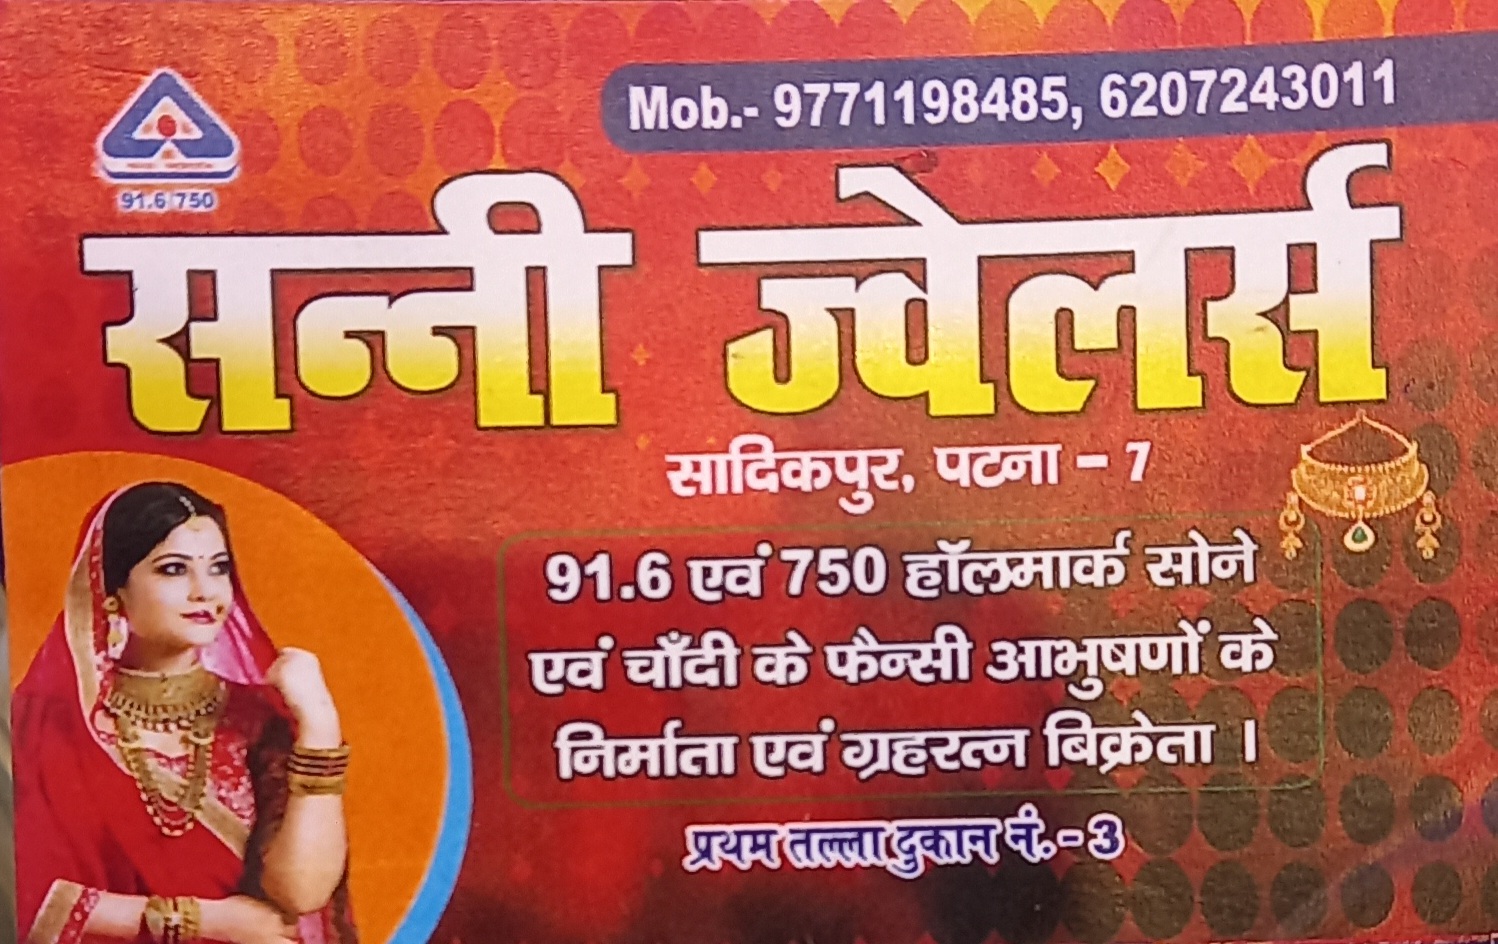 Mob.- 9771198485, 6207243011
91.6 750
सन्नी ज्वेलर्स
सादिकपुर, पटना - 7
91.6 एवं 750 हॉलमार्क सोने
एवं चाँदी के फैन्सी आभुषणों के
निर्माता एवं ग्रहरत्न बिक्रेता ।
प्रथम तल्ला दुकान नं.- 3